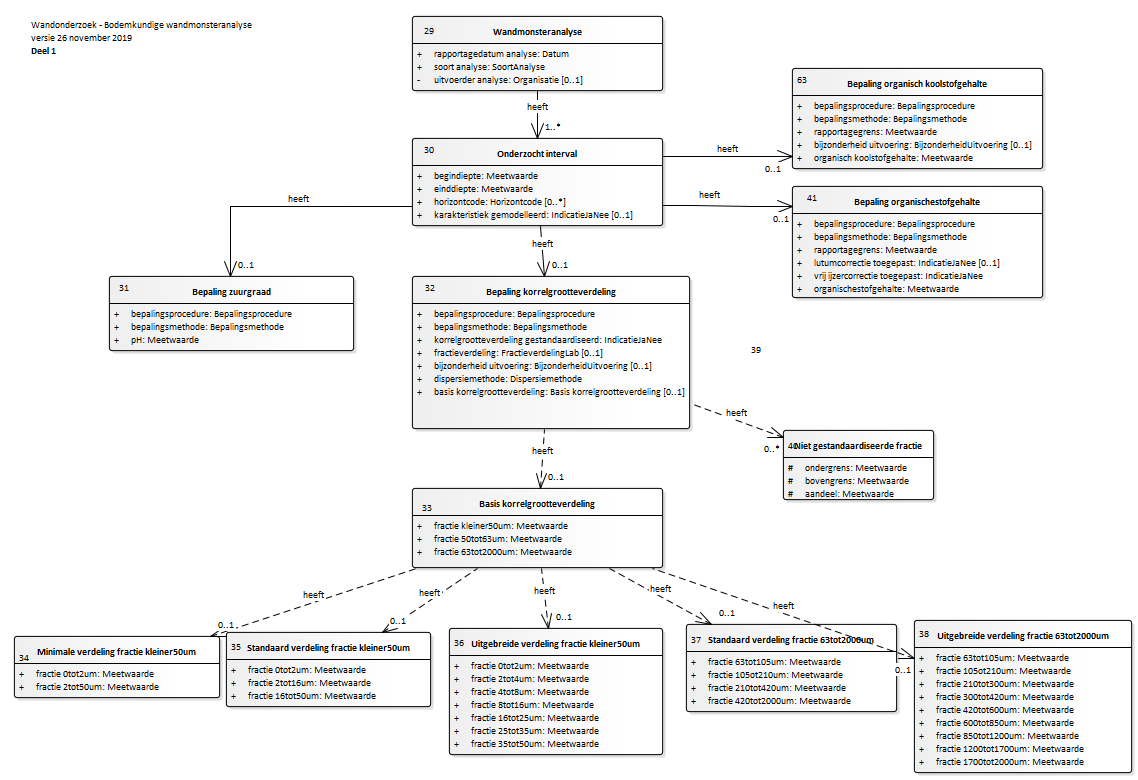 Wandonderzoek - Bodemkundige wandmonsteranalyse
versie 26 november 2019
Deel 1
29
Wandmonsteranalyse
+ rapportagedatum analyse: Datum
+ soort analyse: SoortAnalyse
- uitvoerder analyse: Organisatie [0..1]
heeft
1..*
30
Onderzocht interval
+ begindiepte: Meetwaarde
+ einddiepte: Meetwaarde
+ horizontcode: Horizontcode [0..*]
+ karakteristiek gemodelleerd: IndicatieJaNee [0..1]
heeft
0..1
63
Bepaling organisch koolstofgehalte
+ bepalingsprocedure: Bepalingsprocedure
+ bepalingsmethode: Bepalingsmethode
+ rapportagegrens: Meetwaarde
+ bijzonderheid uitvoering: BijzonderheidUitvoering [0..1]
+ organisch koolstofgehalte: Meetwaarde
heeft
0..1
41
Bepaling organischestofgehalte
+ bepalingsprocedure: Bepalingsprocedure
+ bepalingsmethode: Bepalingsmethode
+ rapportagegrens: Meetwaarde
+ lutumcorrectie toegepast: IndicatieJaNee [0..1]
+ vrij ijzercorrectie toegepast: IndicatieJaNee
+ organischestofgehalte: Meetwaarde
heeft
0..1
31
Bepaling zuurgraad
+ bepalingsprocedure: Bepalingsprocedure
+ bepalingsmethode: Bepalingsmethode
+ pH: Meetwaarde
heeft
0..1
32
Bepaling korrelgrootteverdeling
+ bepalingsprocedure: Bepalingsprocedure
+ bepalingsmethode: Bepalingsmethode
+ korrelgrootteverdeling gestandaardiseerd: IndicatieJaNee
+ fractieverdeling: FractieverdelingLab [0..1]
+ bijzonderheid uitvoering: BijzonderheidUitvoering [0..1]
+ dispersiemethode: Dispersiemethode
+ basis korrelgrootteverdeling: Basis korrelgrootteverdeling [0..1]
39
heeft
0..*
40
Niet gestandaardiseerde fractie
# ondergrens: Meetwaarde
# bovengrens: Meetwaarde
# aandeel: Meetwaarde
heeft
0..1
33
Basis korrelgrootteverdeling
+ fractie kleiner50um: Meetwaarde
+ fractie 50tot63um: Meetwaarde
+ fractie 63tot2000um: Meetwaarde
heeft
0..1
heeft
0..1
heeft
0..1
heeft
0..1
heeft
0..1
34
Minimale verdeling fractie kleiner50um
+ fractie 0tot2um: Meetwaarde
+ fractie 2tot50um: Meetwaarde
35
Standaard verdeling fractie kleiner50um
+ fractie 0tot2um: Meetwaarde
+ fractie 2tot16um: Meetwaarde
+ fractie 16tot50um: Meetwaarde
36
Uitgebreide verdeling fractie kleiner50um
+ fractie 0tot2um: Meetwaarde
+ fractie 2tot4um: Meetwaarde
+ fractie 4tot8um: Meetwaarde
+ fractie 8tot16um: Meetwaarde
+ fractie 16tot25um: Meetwaarde
+ fractie 25tot35um: Meetwaarde
+ fractie 35tot50um: Meetwaarde
37
Standaard verdeling fractie 63tot2000um
+ fractie 63tot105um: Meetwaarde
+ fractie 105tot210um: Meetwaarde
+ fractie 210tot420um: Meetwaarde
+ fractie 420tot2000um: Meetwaarde
38
Uitgebreide verdeling fractie 63tot2000um
+ fractie 63tot105um: Meetwaarde
+ fractie 105ot210um: Meetwaarde
+ fractie 210tot300um: Meetwaarde
+ fractie 300tot420um: Meetwaarde
+ fractie 420tot600um: Meetwaarde
+ fractie 600tot850um: Meetwaarde
+ fractie 850tot1200um: Meetwaarde
+ fractie 1200tot1700um: Meetwaarde
+ fractie 1700tot2000um: Meetwaarde